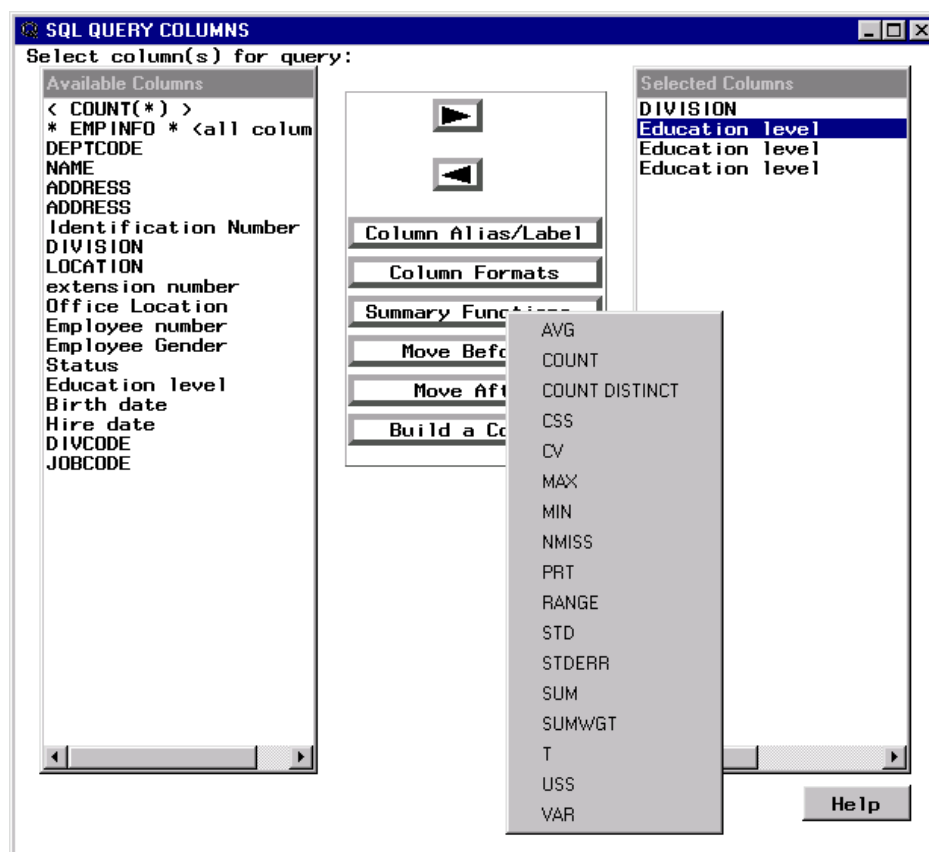 SQL QUERY COLUMNS
Select column(s) for query:
Available Columns
< COUNT(*) >
* EMPINFO * <all colum
DEPTCODE
NAME
ADDRESS
ADDRESS
Identification Number
DIVISION
LOCATION
extension number
Office Location
Employee number
Employee Gender
Status
Education level
Birth date
Hire date
DIVCODE
JOBCODE
Column Alias/Label
Column Formats
Summary Functions
Move Befo
Move Aft
Build a Co
AVG
COUNT
COUNT DISTINCT
CSS
CV
MAX
MIN
NMISS
PRT
RANGE
STD
STDERR
SUM
SUMWGT
T
USS
VAR
Selected Columns
DIVISION
Education level
Education level
Education level
Help